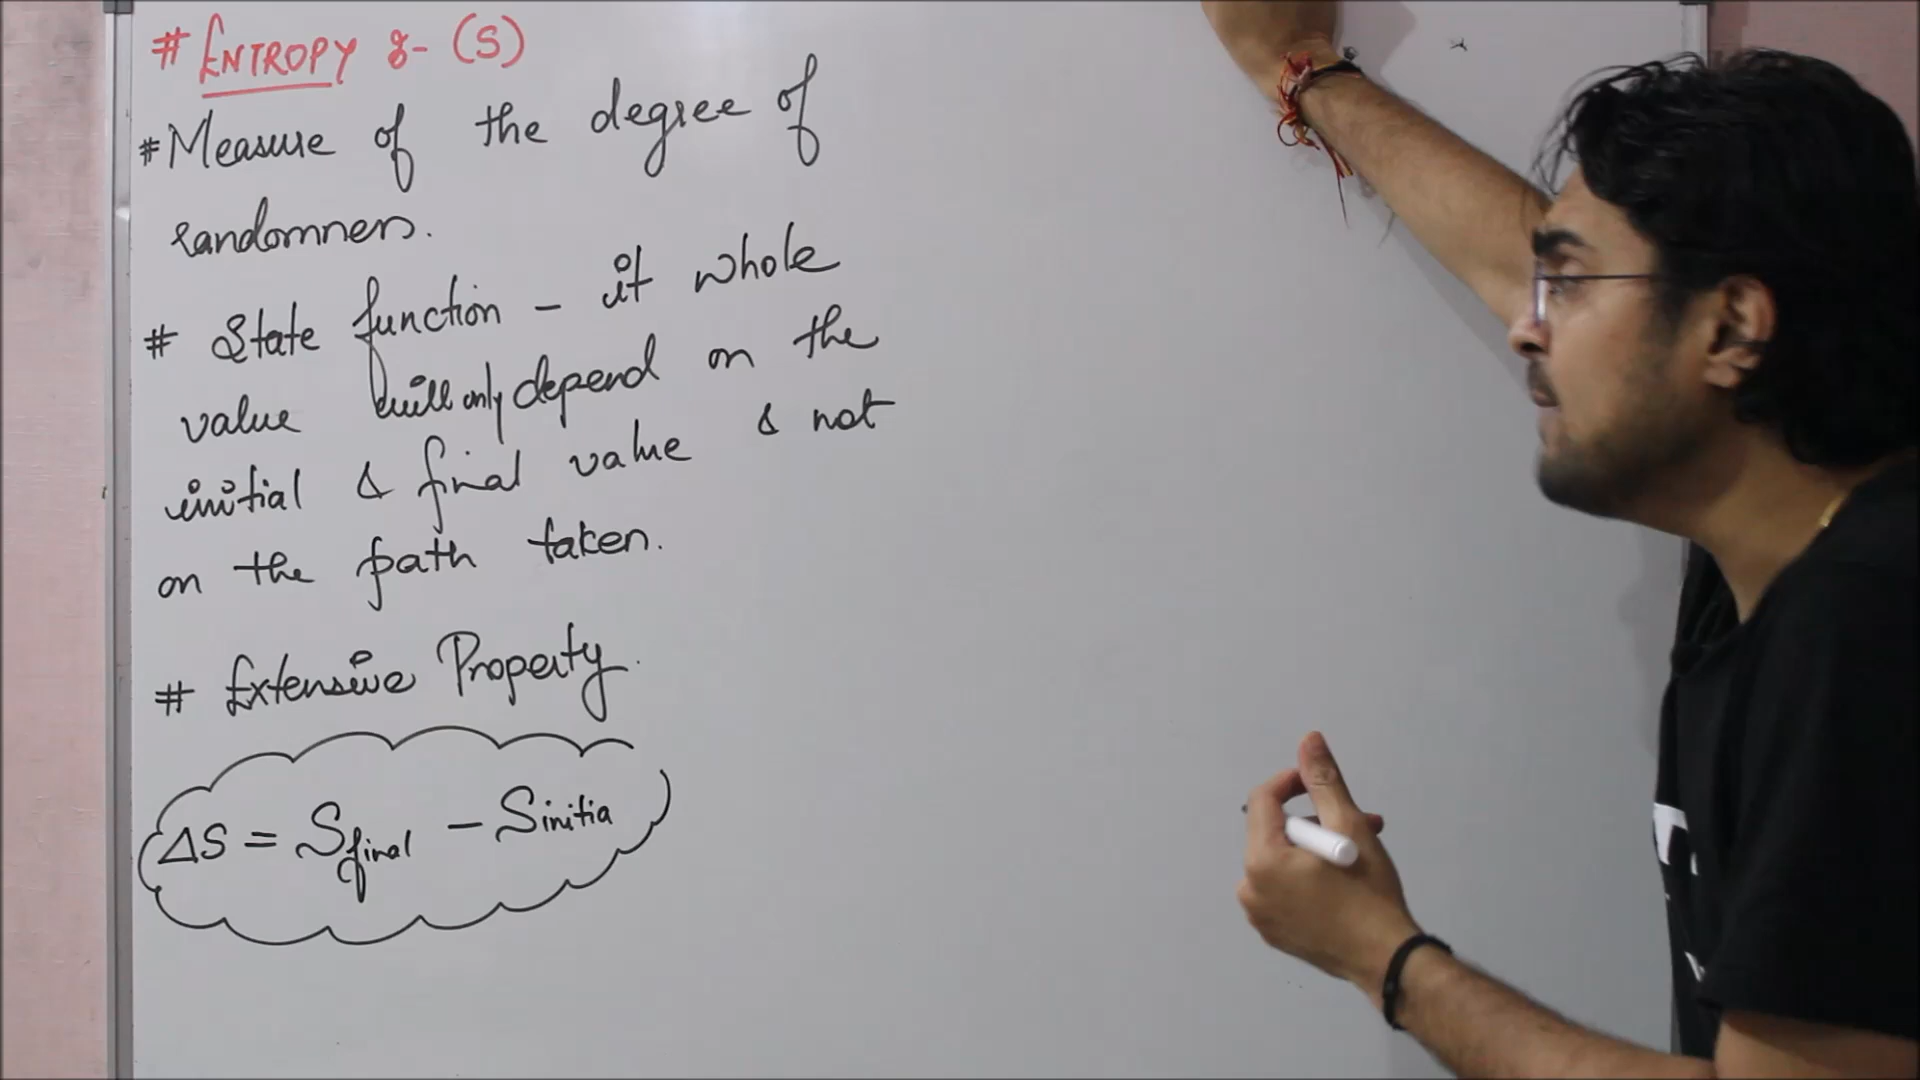 # ENTROPY :- (S)
# Measure of the degree of
randomness.
# State function - it whole
value will only depend on the
initial & final value & not
on the path taken.
# Extensive Property.
ΔS = Sfinal - Sinitia